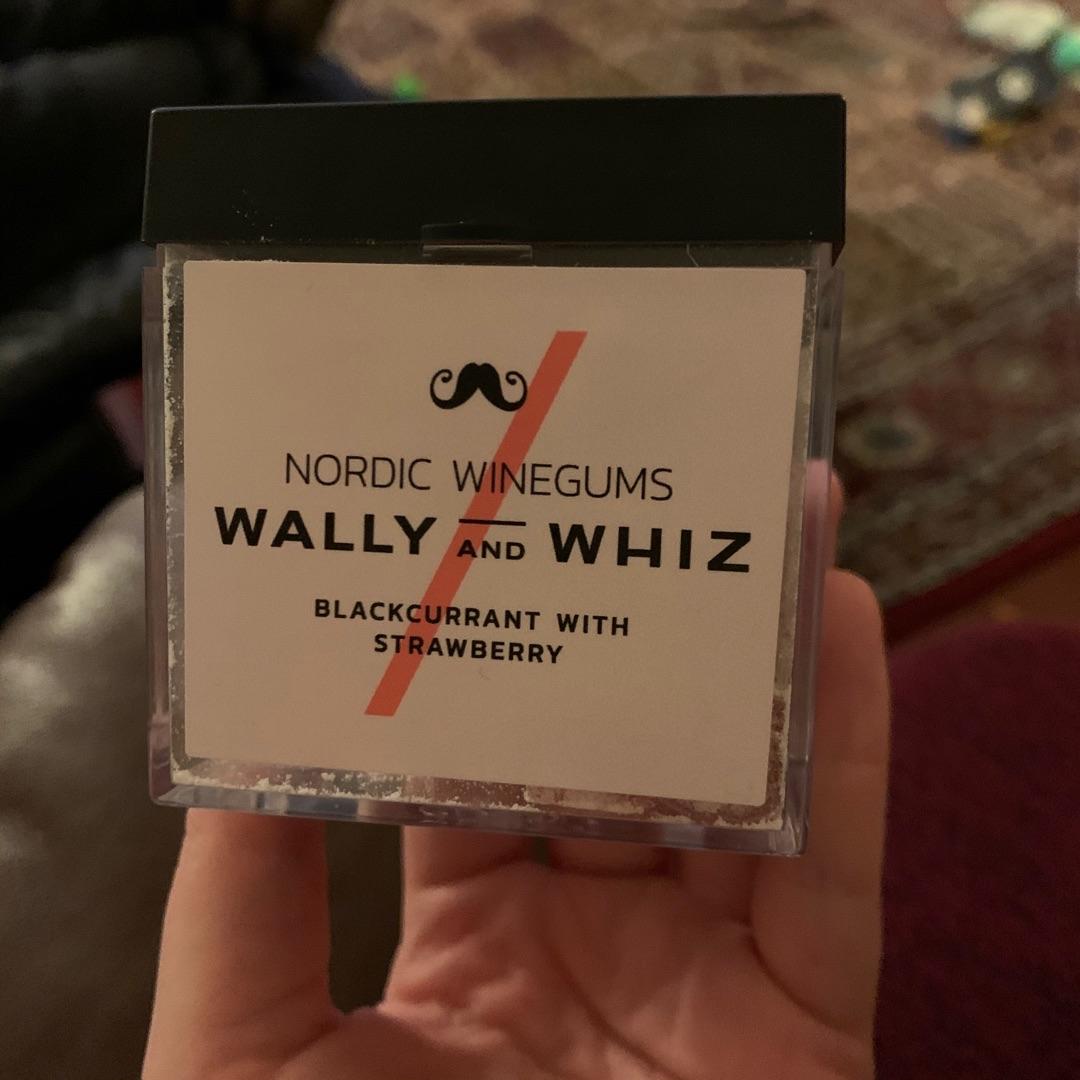 NORDIC WINEGUMS
WALLY AND WHIZ
BLACKCURRANT WITH
STRAWBERRY